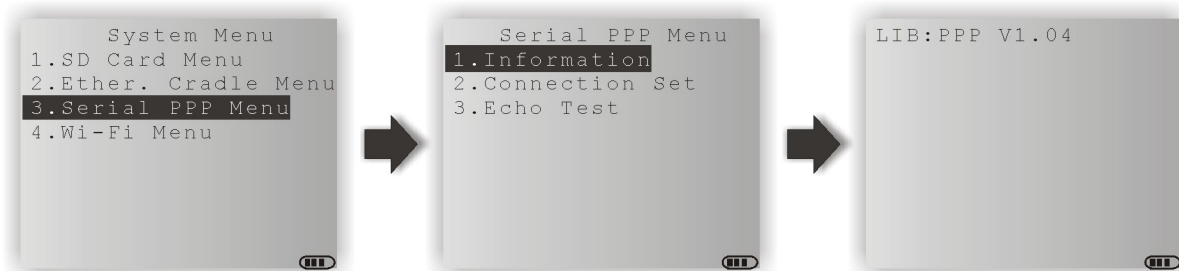 System Menu
1.SD Card Menu
2.Ether. Cradle Menu
3.Serial PPP Menu
4.Wi-Fi Menu
Serial PPP Menu
1.Information
2.Connection Set
3.Echo Test
LIB:PPP V1.04